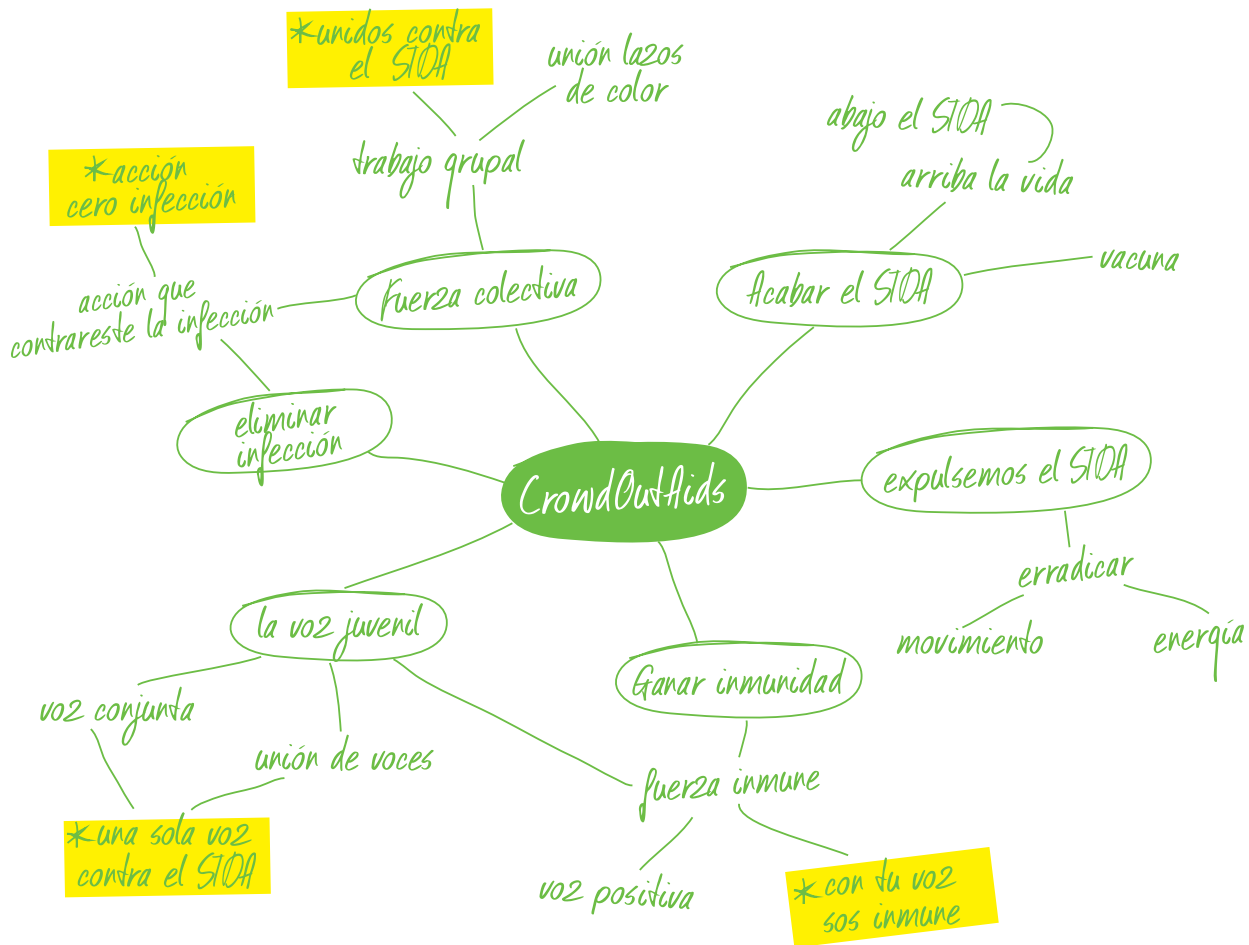 *unidos contra
el SIDA
unión lazos
de color
abajo el SIDA
arriba la vida
trabajo grupal
*acción
cero infección
vacuna
fuerza colectiva
Acabar el SIDA
acción que
contrareste la infección
eliminar
infección
CrowdOutAids
expulsemos el SIDA
erradicar
movimiento
energía
la voz juvenil
Ganar inmunidad
voz conjunta
unión de voces
fuerza inmune
*una sola voz
contra el SIDA
voz positiva
*con tu voz
sos inmune